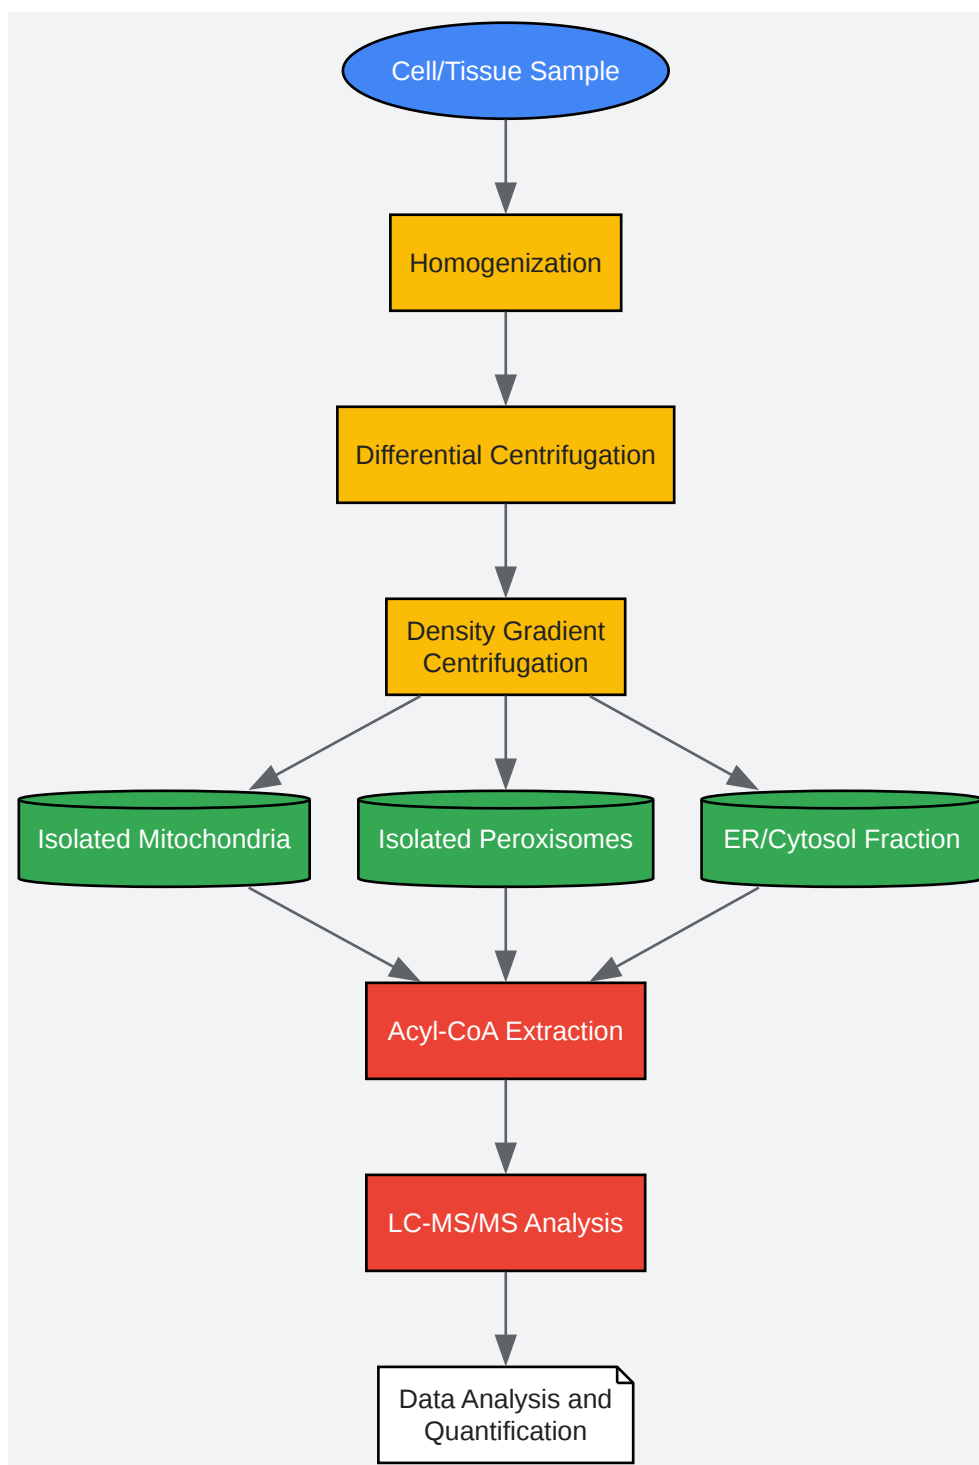 Cell/Tissue Sample
Homogenization
Differential Centrifugation
Density Gradient
Centrifugation
Isolated Mitochondria
Isolated Peroxisomes
ER/Cytosol Fraction
Acyl-CoA Extraction
LC-MS/MS Analysis
Data Analysis and
Quantification